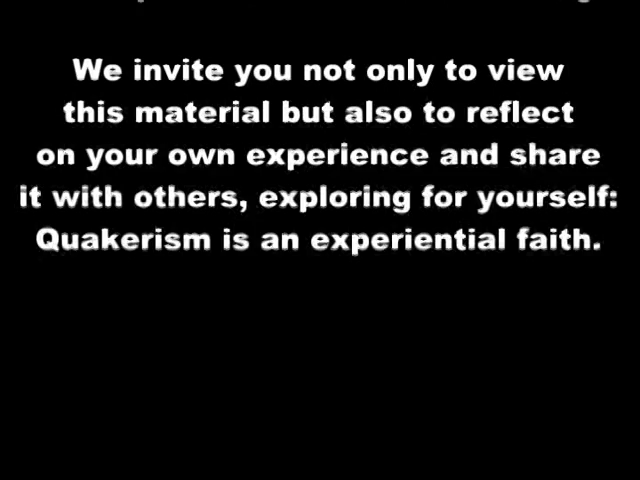 We invite you not only to view
this material but also to reflect
on your own experience and share
it with others, exploring for yourself:
Quakerism is an experiential faith.